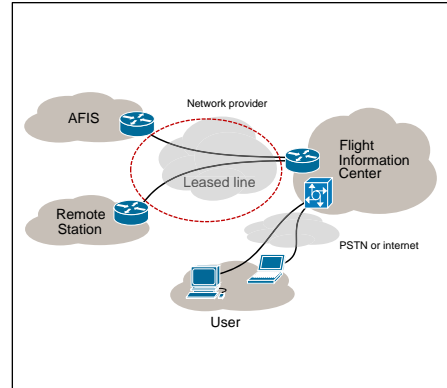 Network provider
AFIS
Flight
Information
Center
Leased line
Remote
Station
PSTN or internet
User